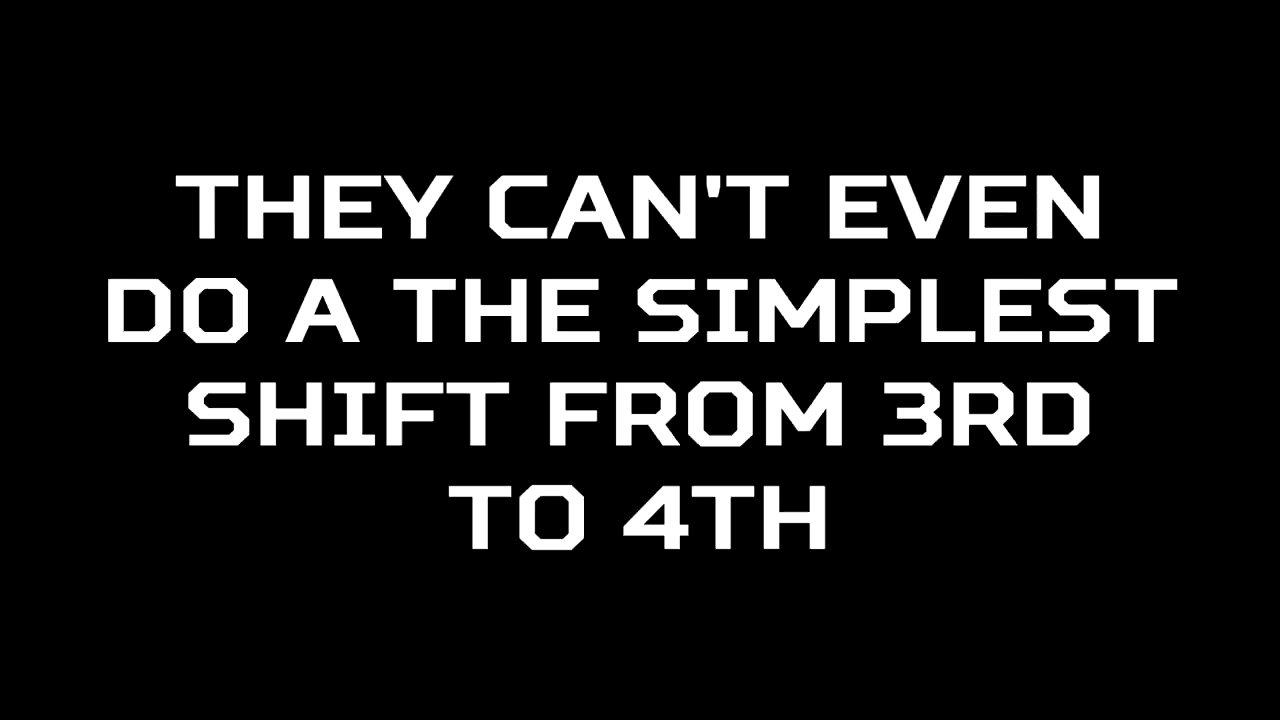 THEY CAN'T EVEN
DO A THE SIMPLEST
SHIFT FROM 3RD
TO 4TH